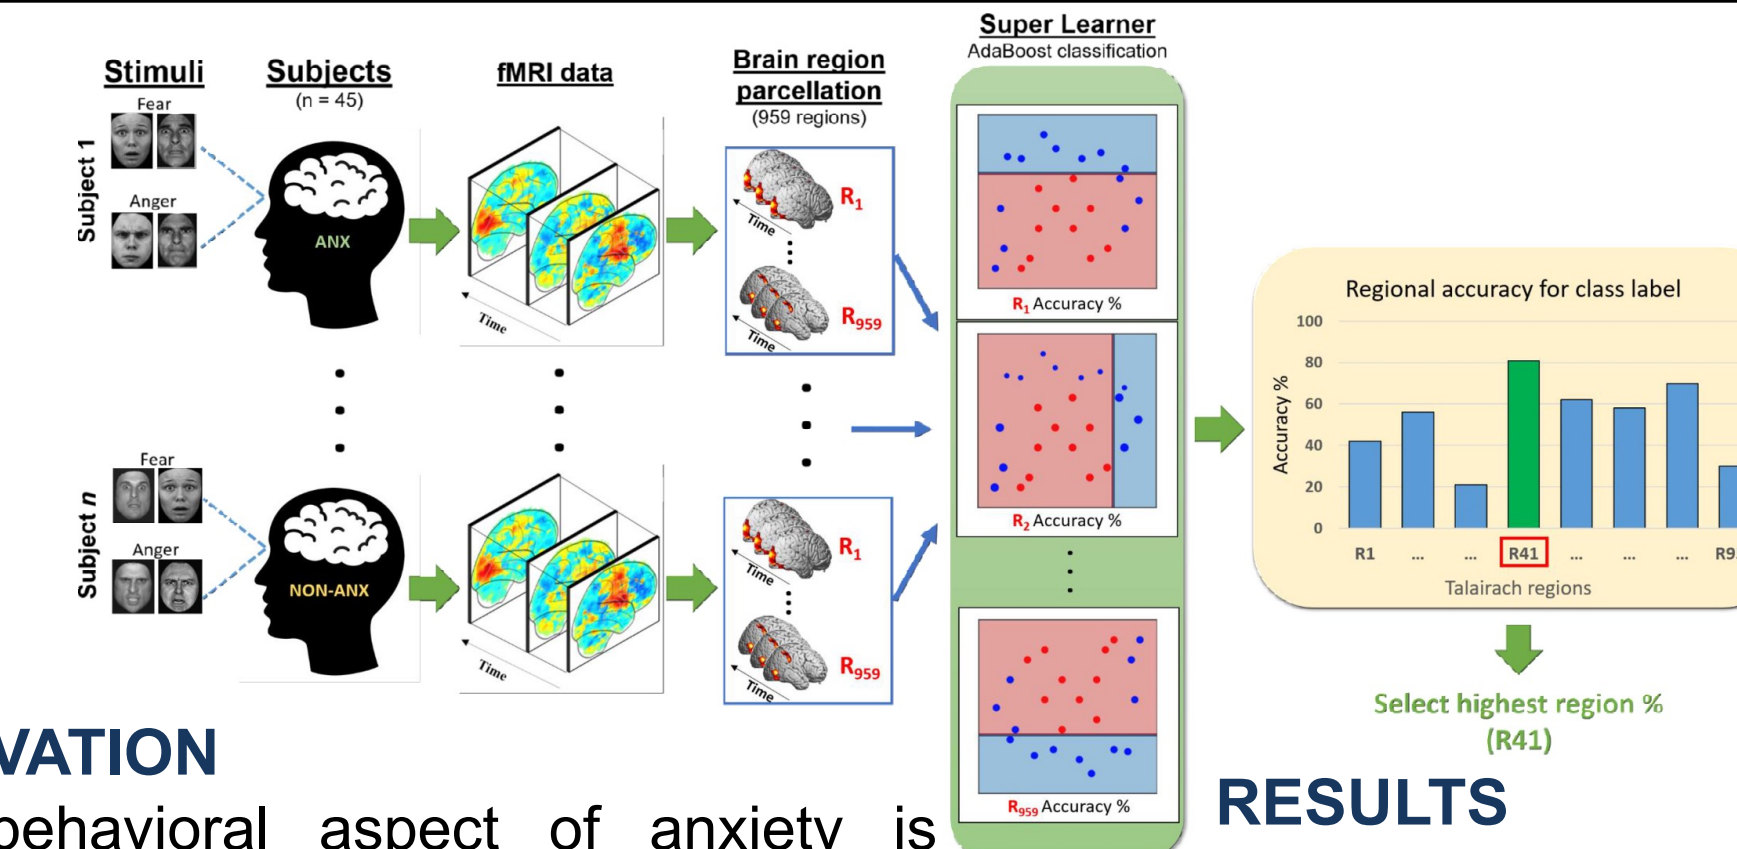 Stimuli
Fear
Anger
Subject 1
Subjects
(n = 45)
ANX
fMRI data
Time
Brain region
parcellation
(959 regions)
R1
Time
R959
Time
Super Learner
AdaBoost classification
R1 Accuracy %
R2 Accuracy %
R959 Accuracy %
Fear
Anger
Subject n
NON-ANX
Time
R1
Time
R959
Time
Regional accuracy for class label
Accuracy %
100
80
60
40
20
0
R1 ... ... R41 ... ... ... R9
Talairach regions
Select highest region %
(R41)
VATION
behavioral aspect of anxiety is
RESULTS